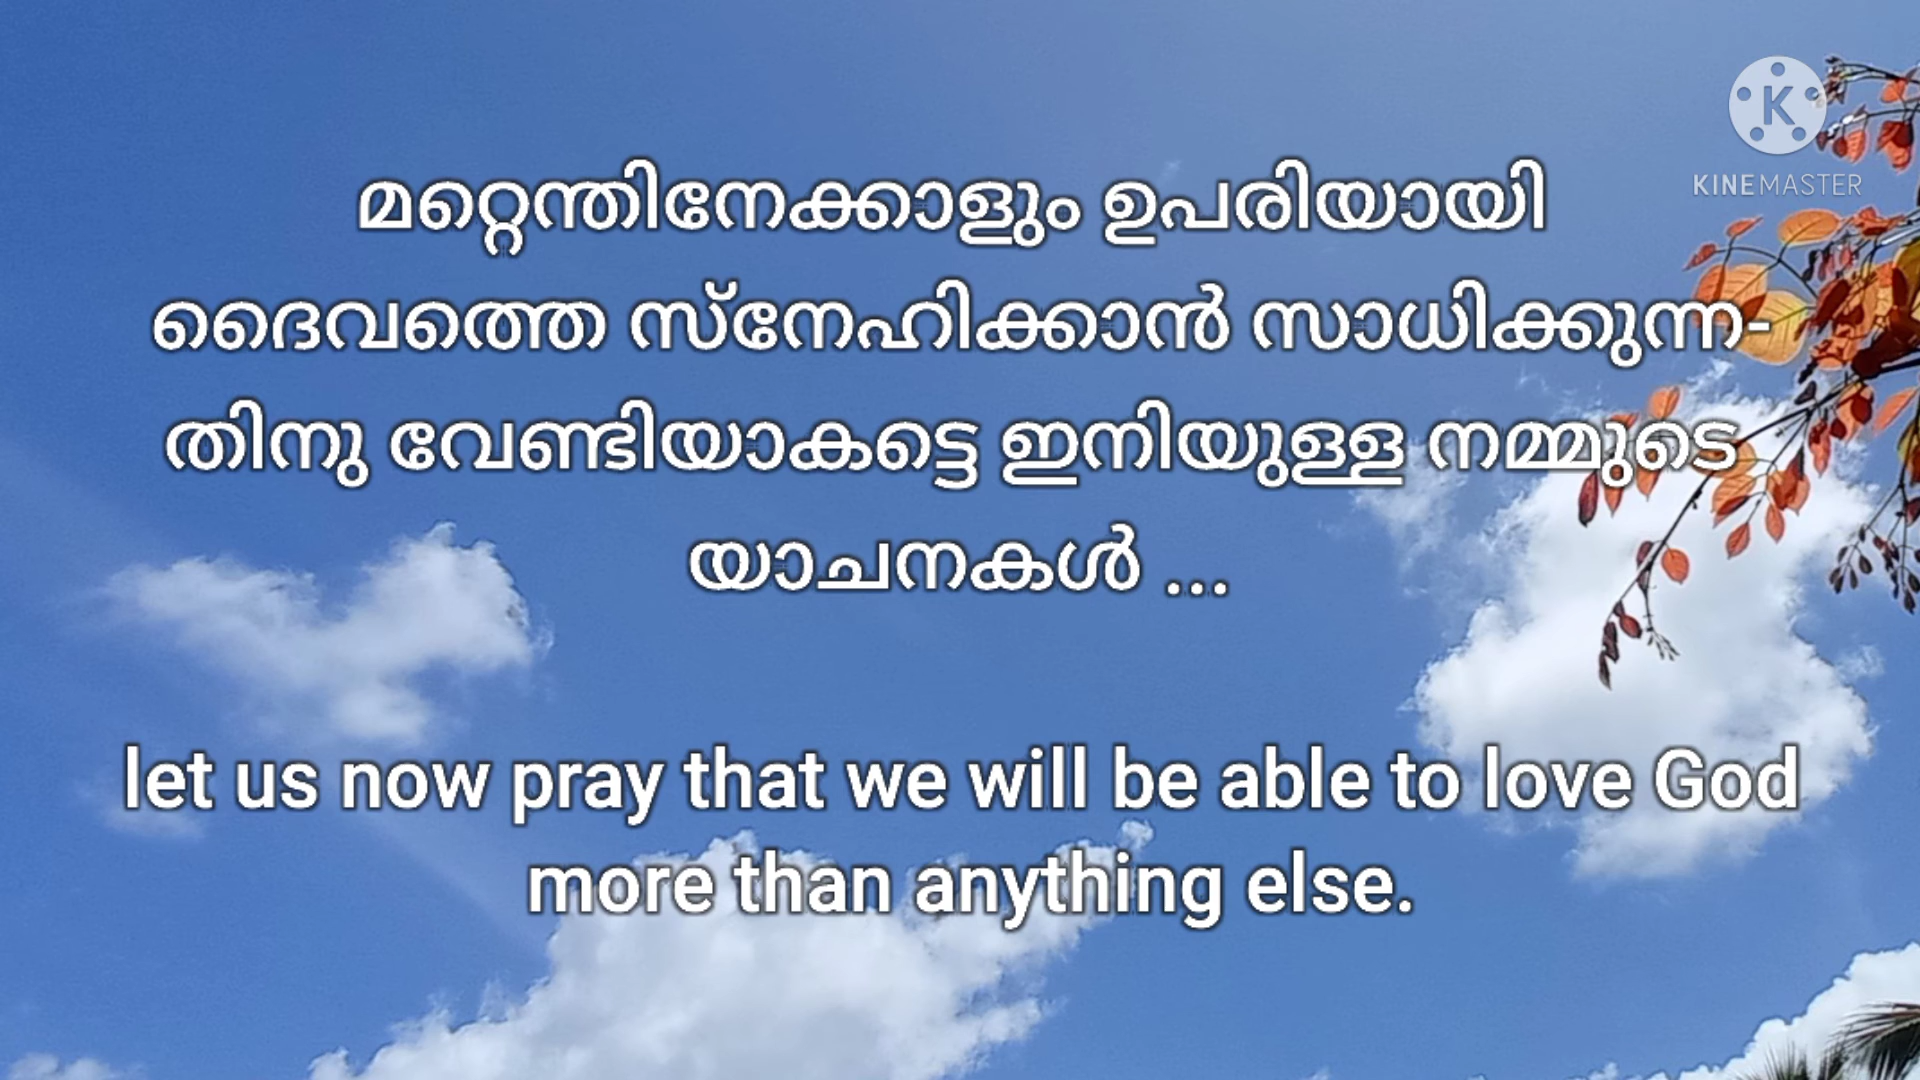 K
KINEMASTER
മറ്റെന്തിനേക്കാളും ഉപരിയായി
ദൈവത്തെ സ്നേഹിക്കാൻ സാധിക്കുന്ന-
തിനു വേണ്ടിയാകട്ടെ ഇനിയുള്ള നമ്മുടെ
യാചനകൾ ...
let us now pray that we will be able to love God
more than anything else.